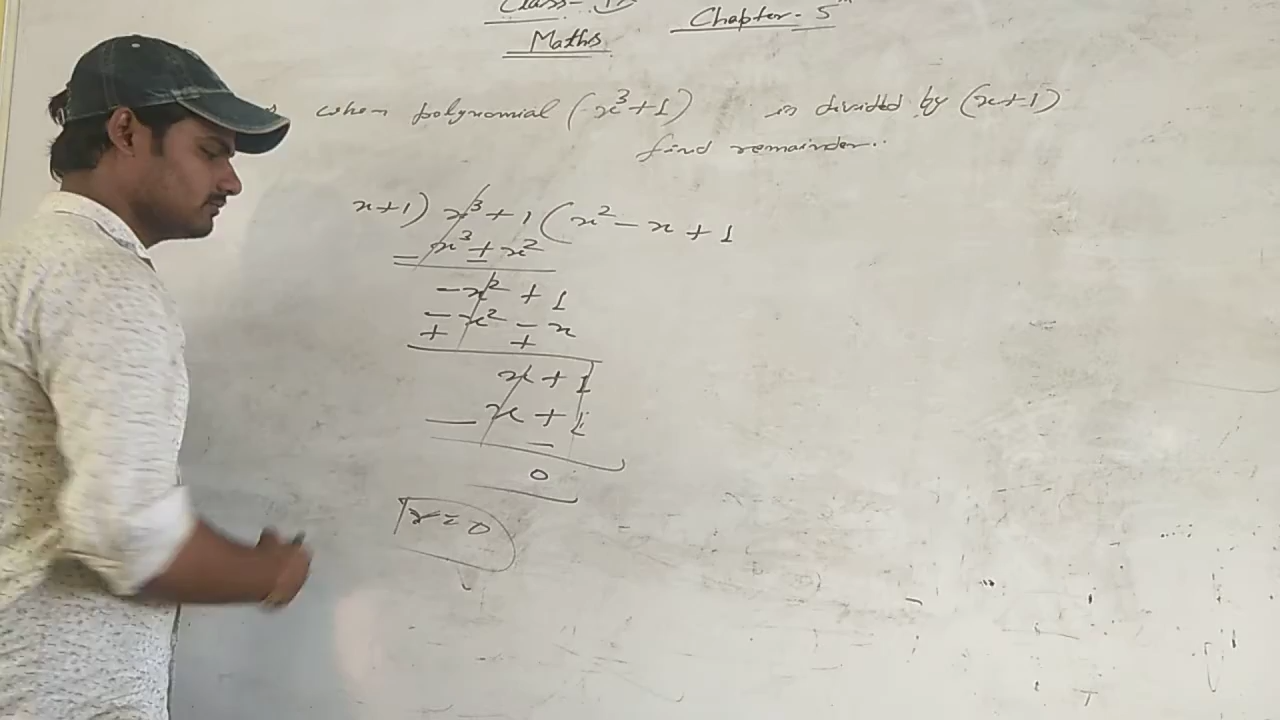 Class- Chapter- 5th
Maths
when polynomial (x³+1) is divided by (x+1)
find remainder..
x+1) x³+1 (x²-x+1
- x³+x²
-
-x²+1
-x²-x
+ +
x+1
- x+1
-
0
r=0